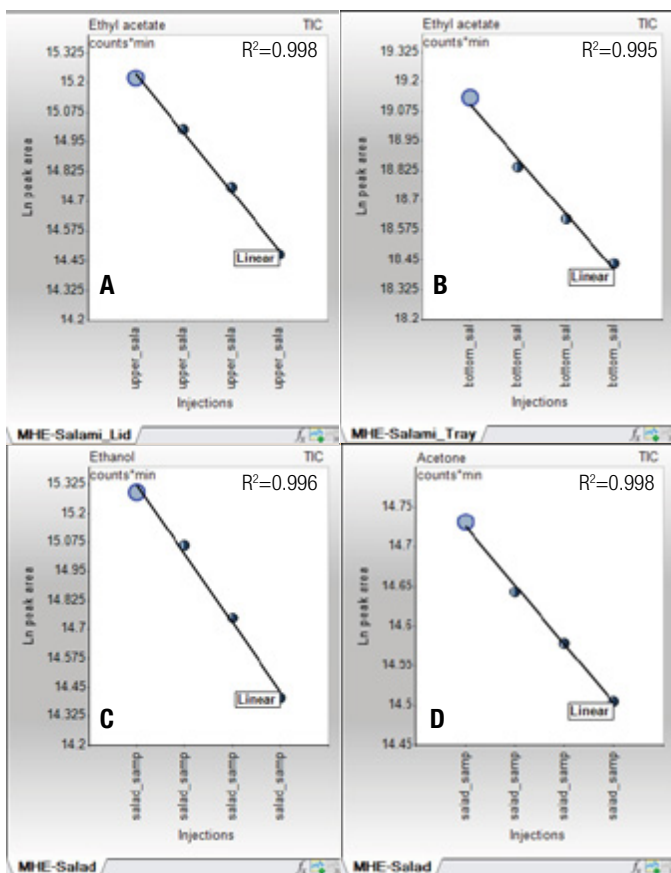 Ethyl acetate TIC
counts*min R²=0.998
15.325
15.2
15.075
14.95
14.825
14.7
14.575
14.45
14.325
14.2
Ln peak area
A
Linear
upper_sala
upper_sala
upper_sala
upper_sala
Injections
MHE-Salami_Lid
Ethyl acetate TIC
counts*min R²=0.995
19.325
19.2
19.075
18.95
18.825
18.7
18.575
18.45
18.325
18.2
Ln peak area
B
Linear
bottom_sal
bottom_sal
bottom_sal
bottom_sal
Injections
MHE-Salami_Tray
Ethanol TIC
counts*min R²=0.996
15.325
15.2
15.075
14.95
14.825
14.7
14.575
14.45
14.325
14.2
Ln peak area
C
Linear
salad_samp
salad_samp
salad_samp
salad_samp
Injections
MHE-Salad
Acetone TIC
counts*min R²=0.998
14.75
14.7
14.65
14.6
14.55
14.5
14.45
Ln peak area
D
Linear
salad_samp
salad_samp
salad_samp
salad_samp
Injections
MHE-Salad